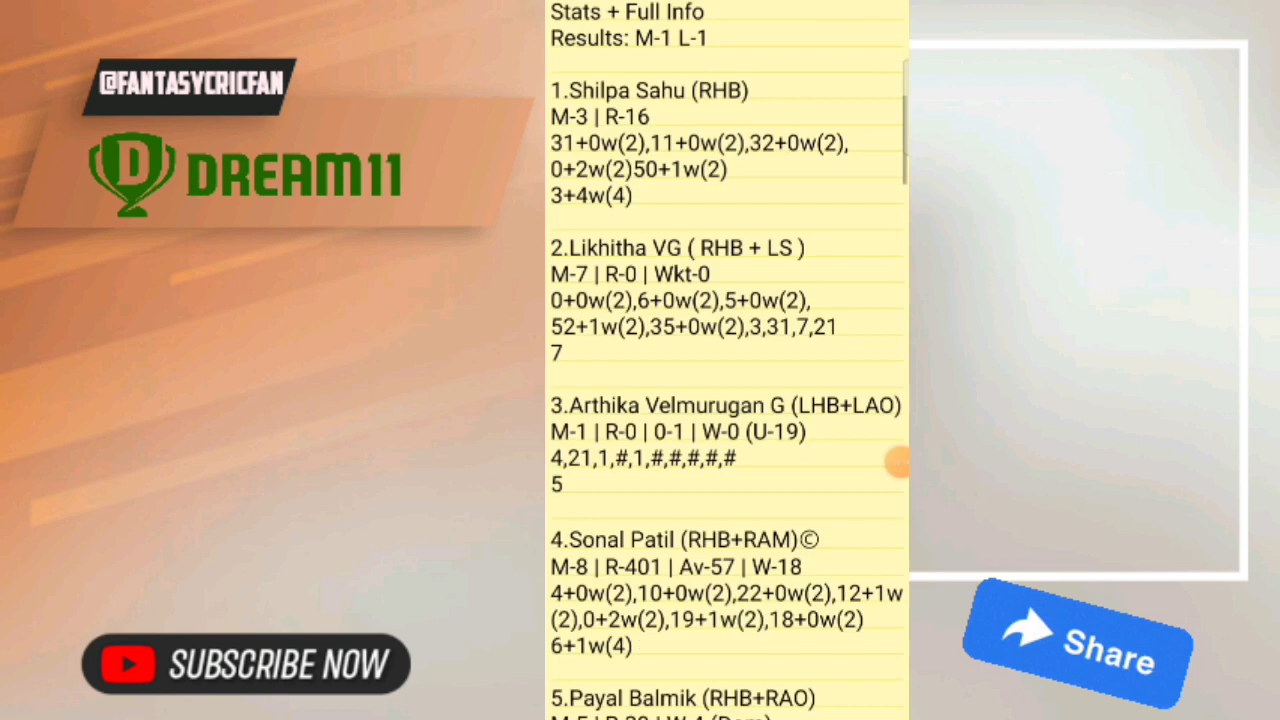 @FANTASYCRICFAN
DREAM11
Stats + Full Info
Results: M-1 L-1
1.Shilpa Sahu (RHB)
M-3 | R-16
31+0w(2),11+0w(2),32+0w(2),
0+2w(2)50+1w(2)
3+4w(4)
2.Likhitha VG ( RHB + LS )
M-7 | R-0 | Wkt-0
0+0w(2),6+0w(2),5+0w(2),
52+1w(2),35+0w(2),3,31,7,21
7
3.Arthika Velmurugan G (LHB+LAO)
M-1 | R-0 | 0-1 | W-0 (U-19)
4,21,1,#,1,#,#,#,#,#
5
4.Sonal Patil (RHB+RAM)©
M-8 | R-401 | Av-57 | W-18
4+0w(2),10+0w(2),22+0w(2),12+1w
(2),0+2w(2),19+1w(2),18+0w(2)
6+1w(4)
5.Payal Balmik (RHB+RAO)
SUBSCRIBE NOW
Share